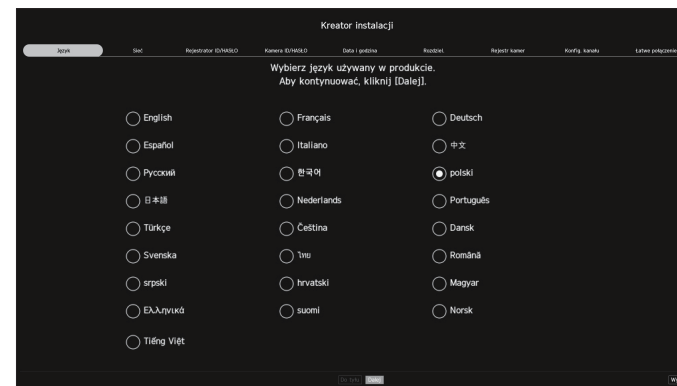 Kreator instalacji
Język Sieć Rejestrator ID/HASŁO Kamera ID/HASŁO Data i godzina Rozdziel. Rejestr kamer Konfig. kanału Łatwe połączenie
Wybierz język używany w produkcie.
Aby kontynuować, kliknij [Dalej].
English Français Deutsch
Español Italiano 中文
Русский 한국어 polski
日本語 Nederlands Português
Türkçe Čeština Dansk
Svenska ไทย Română
srpski hrvatski Magyar
Ελληνικά suomi Norsk
Tiếng Việt
Do tyłu Dalej